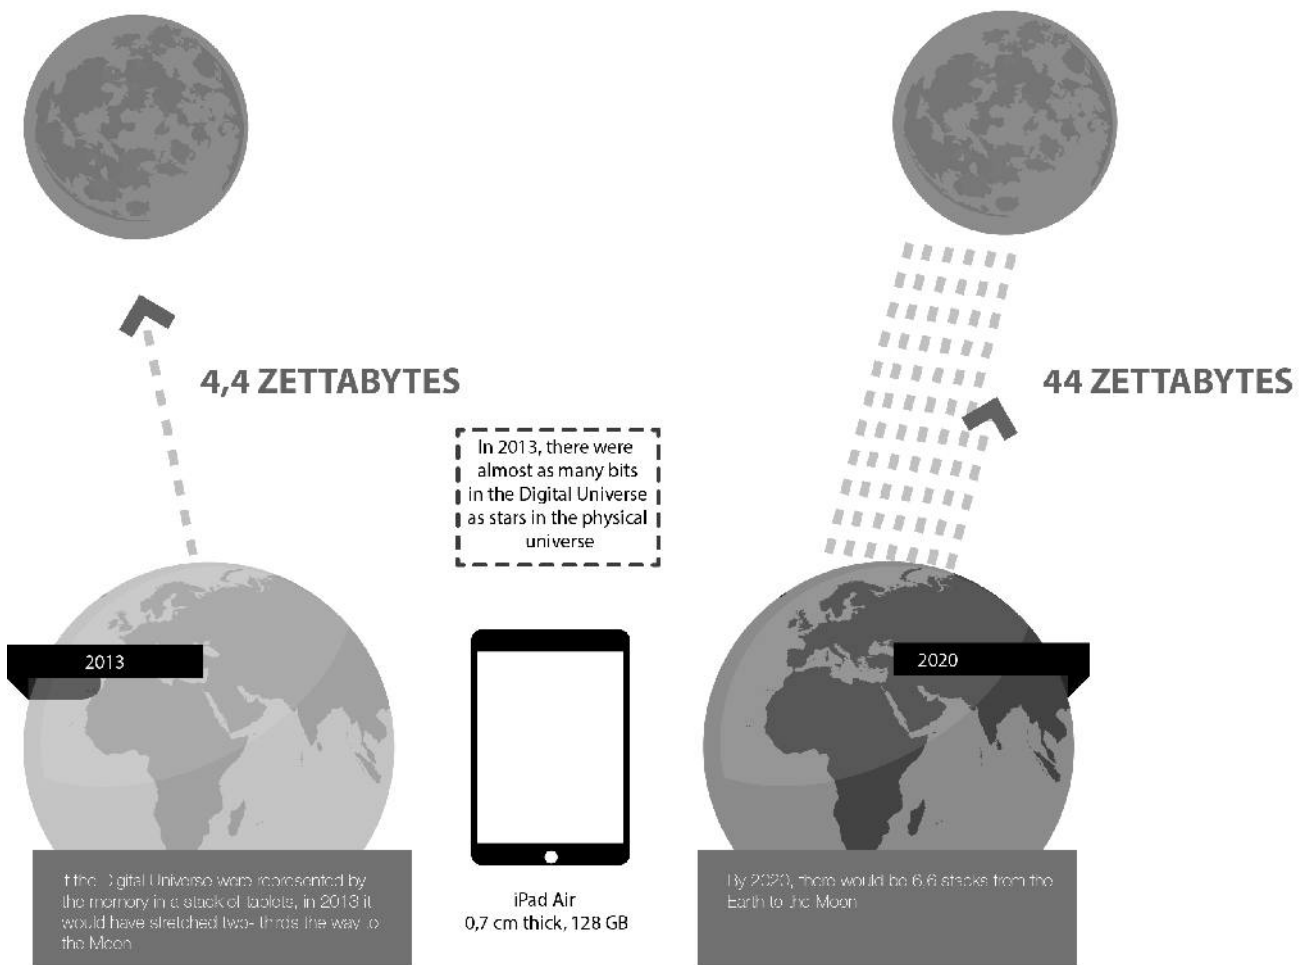 4,4 ZETTABYTES
44 ZETTABYTES
In 2013, there were
almost as many bits
in the Digital Universe
as stars in the physical
universe
2013
2020
f the Digital Universe were represented by
the memory in a stack of tablets, in 2013 it
would have stretched two- thirds the way to
the Moon
iPad Air
0,7 cm thick, 128 GB
By 2020, there would be 6.6 stacks from the
Earth to the Moon